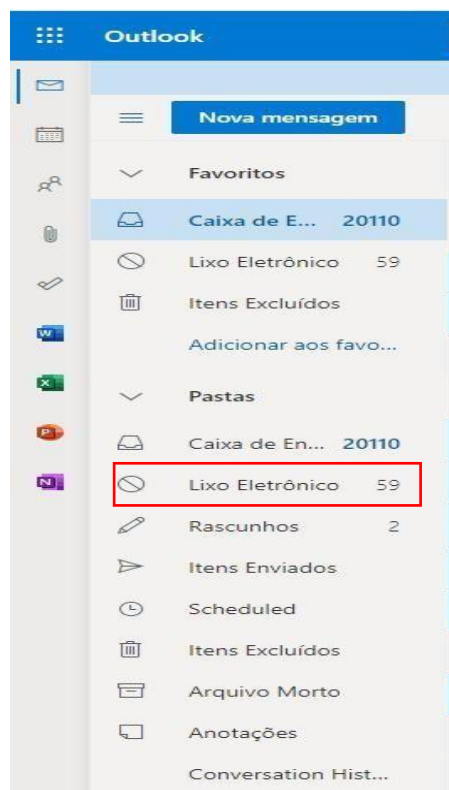 Outlook
Nova mensagem
Favoritos
Caixa de E... 20110
Lixo Eletrônico 59
Itens Excluídos
Adicionar aos favo...
Pastas
Caixa de En... 20110
Lixo Eletrônico 59
Rascunhos 2
Itens Enviados
Scheduled
Itens Excluídos
Arquivo Morto
Anotações
Conversation Hist...